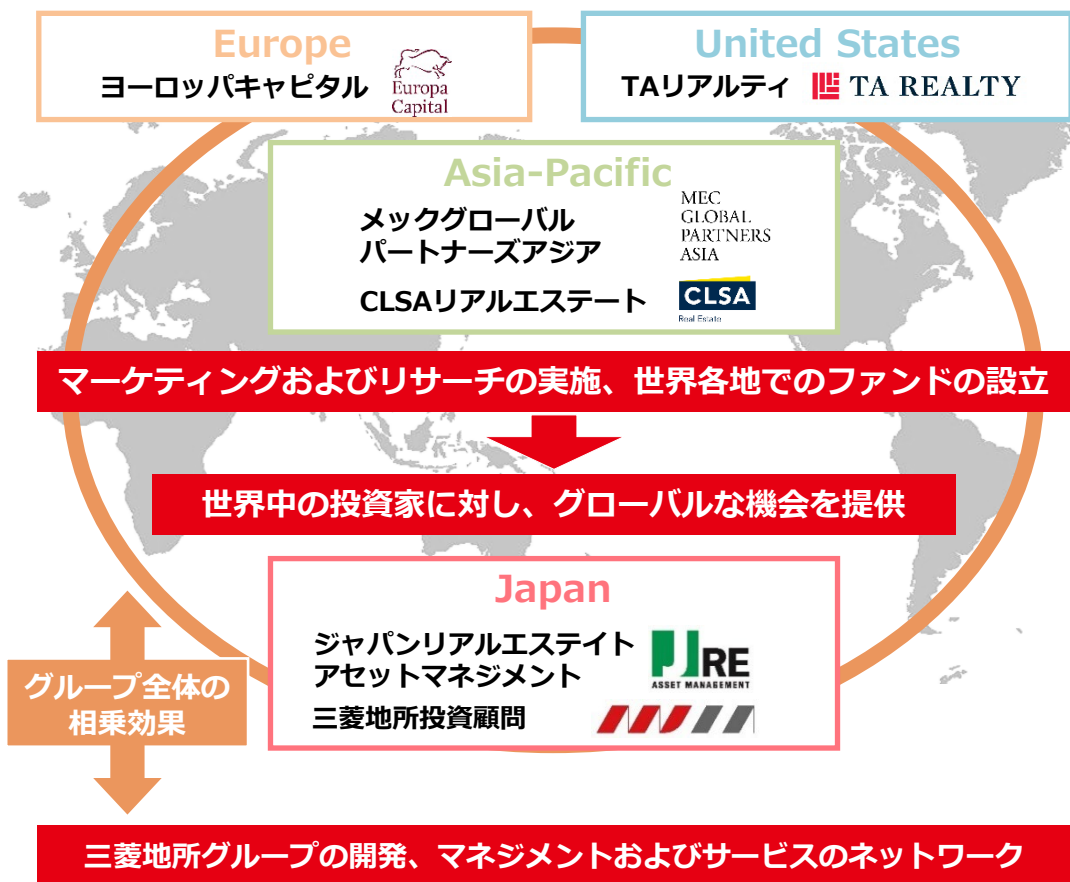 Europe
ヨーロッパキャピタル
Europa
Capital
United States
TAリアルティ
TA REALTY
Asia-Pacific
メックグローバル
パートナーズアジア
MEC
GLOBAL
PARTNERS
ASIA
CLSAリアルエステート
CLSA
Real Estate
マーケティングおよびリサーチの実施、世界各地でのファンドの設立
世界中の投資家に対し、グローバルな機会を提供
Japan
ジャパンリアルエステイト
アセットマネジメント
JRE
ASSET MANAGEMENT
三菱地所投資顧問
グループ全体の
相乗効果
三菱地所グループの開発、マネジメントおよびサービスのネットワーク